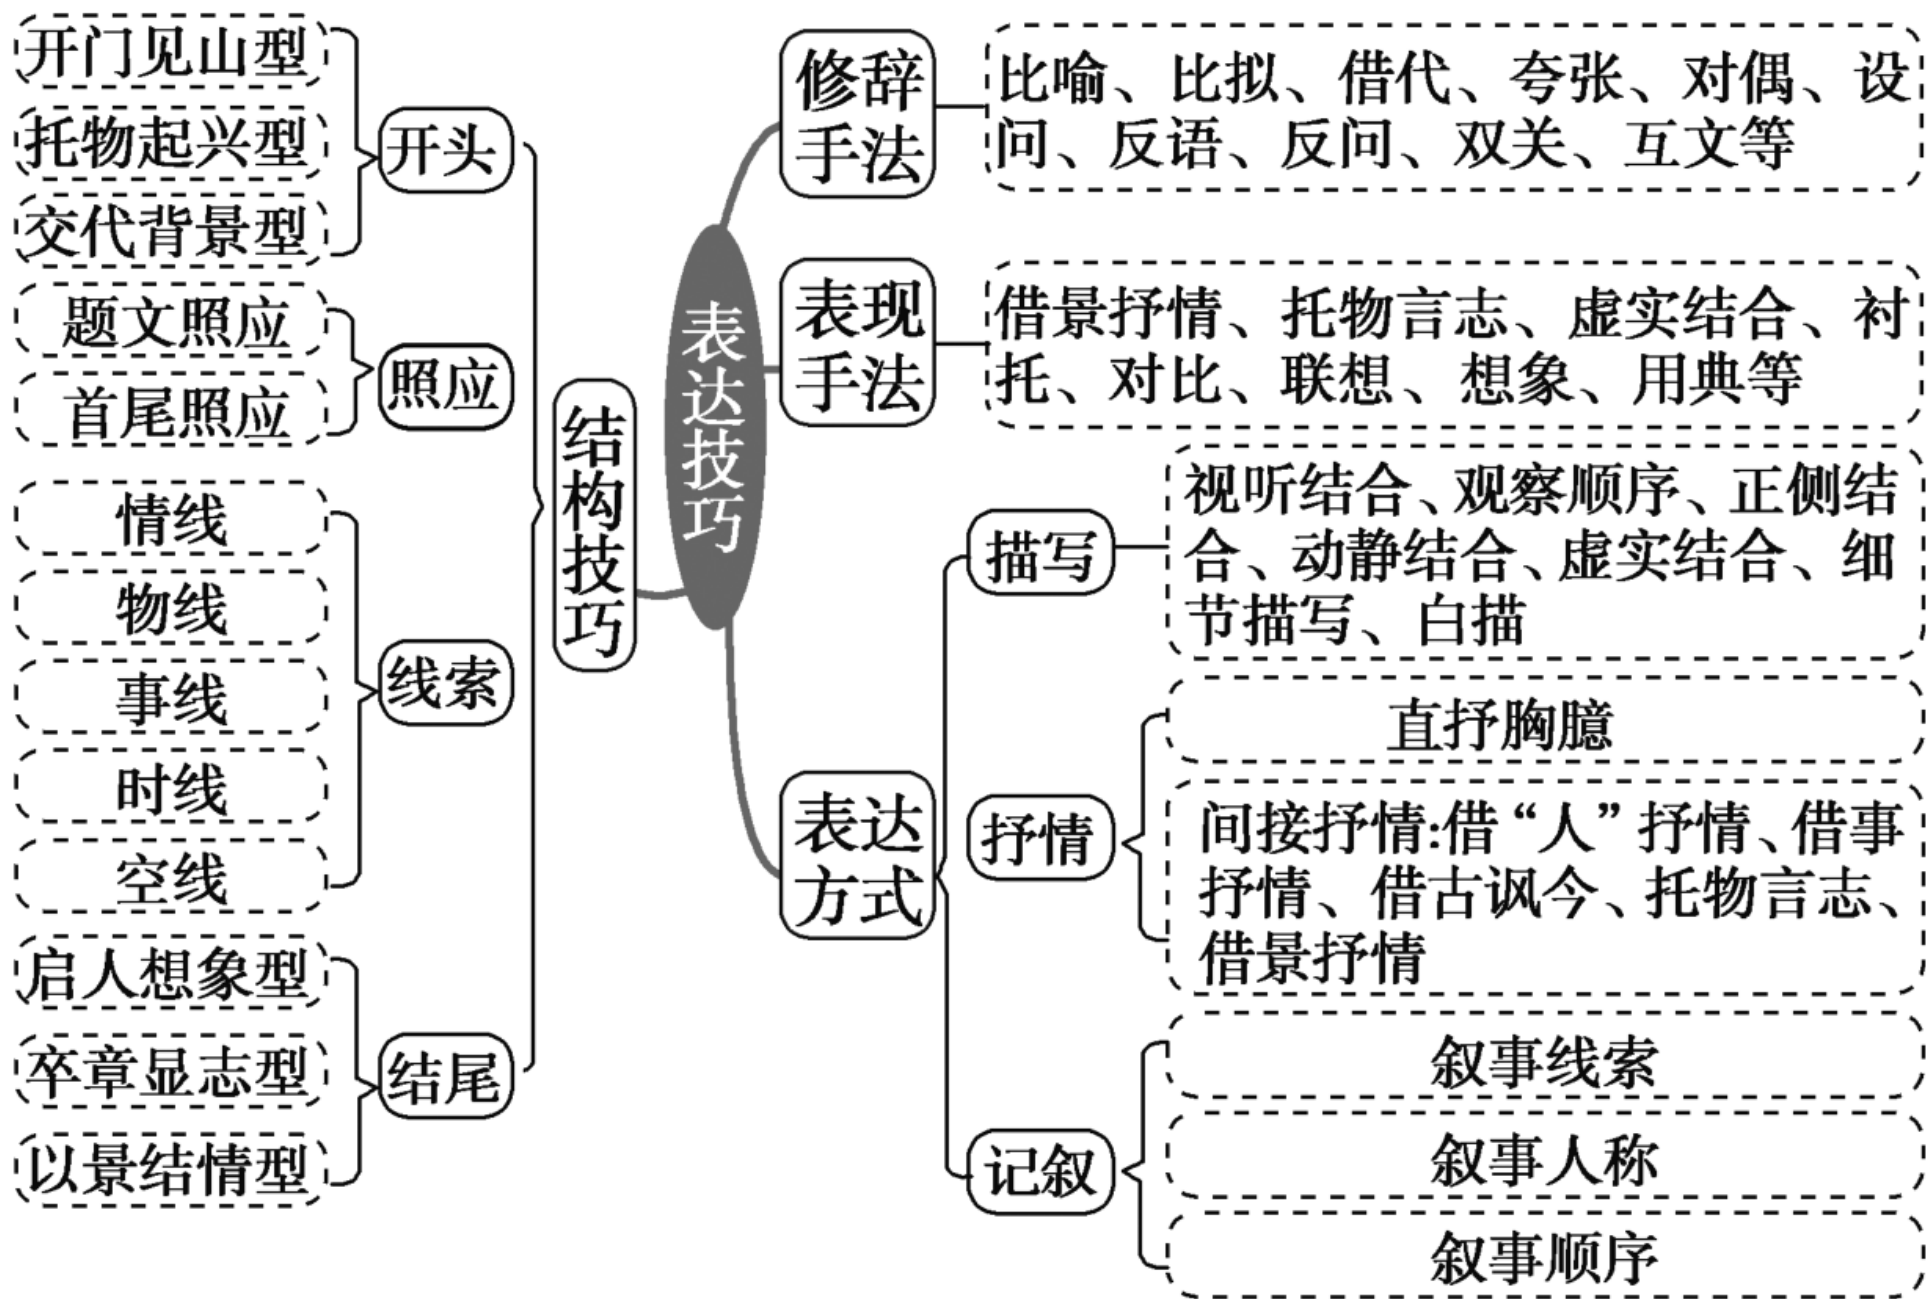 表达技巧
修辞
手法
比喻、比拟、借代、夸张、对偶、设
问、反语、反问、双关、互文等
表现
手法
借景抒情、托物言志、虚实结合、衬
托、对比、联想、想象、用典等
表达
方式
描写
视听结合、观察顺序、正侧结
合、动静结合、虚实结合、细
节描写、白描
抒情
直抒胸臆
间接抒情:借“人”抒情、借事
抒情、借古讽今、托物言志、
借景抒情
记叙
叙事线索
叙事人称
叙事顺序
结构技巧
开头
开门见山型
托物起兴型
交代背景型
照应
题文照应
首尾照应
线索
情线
物线
事线
时线
空线
结尾
启人想象型
卒章显志型
以景结情型